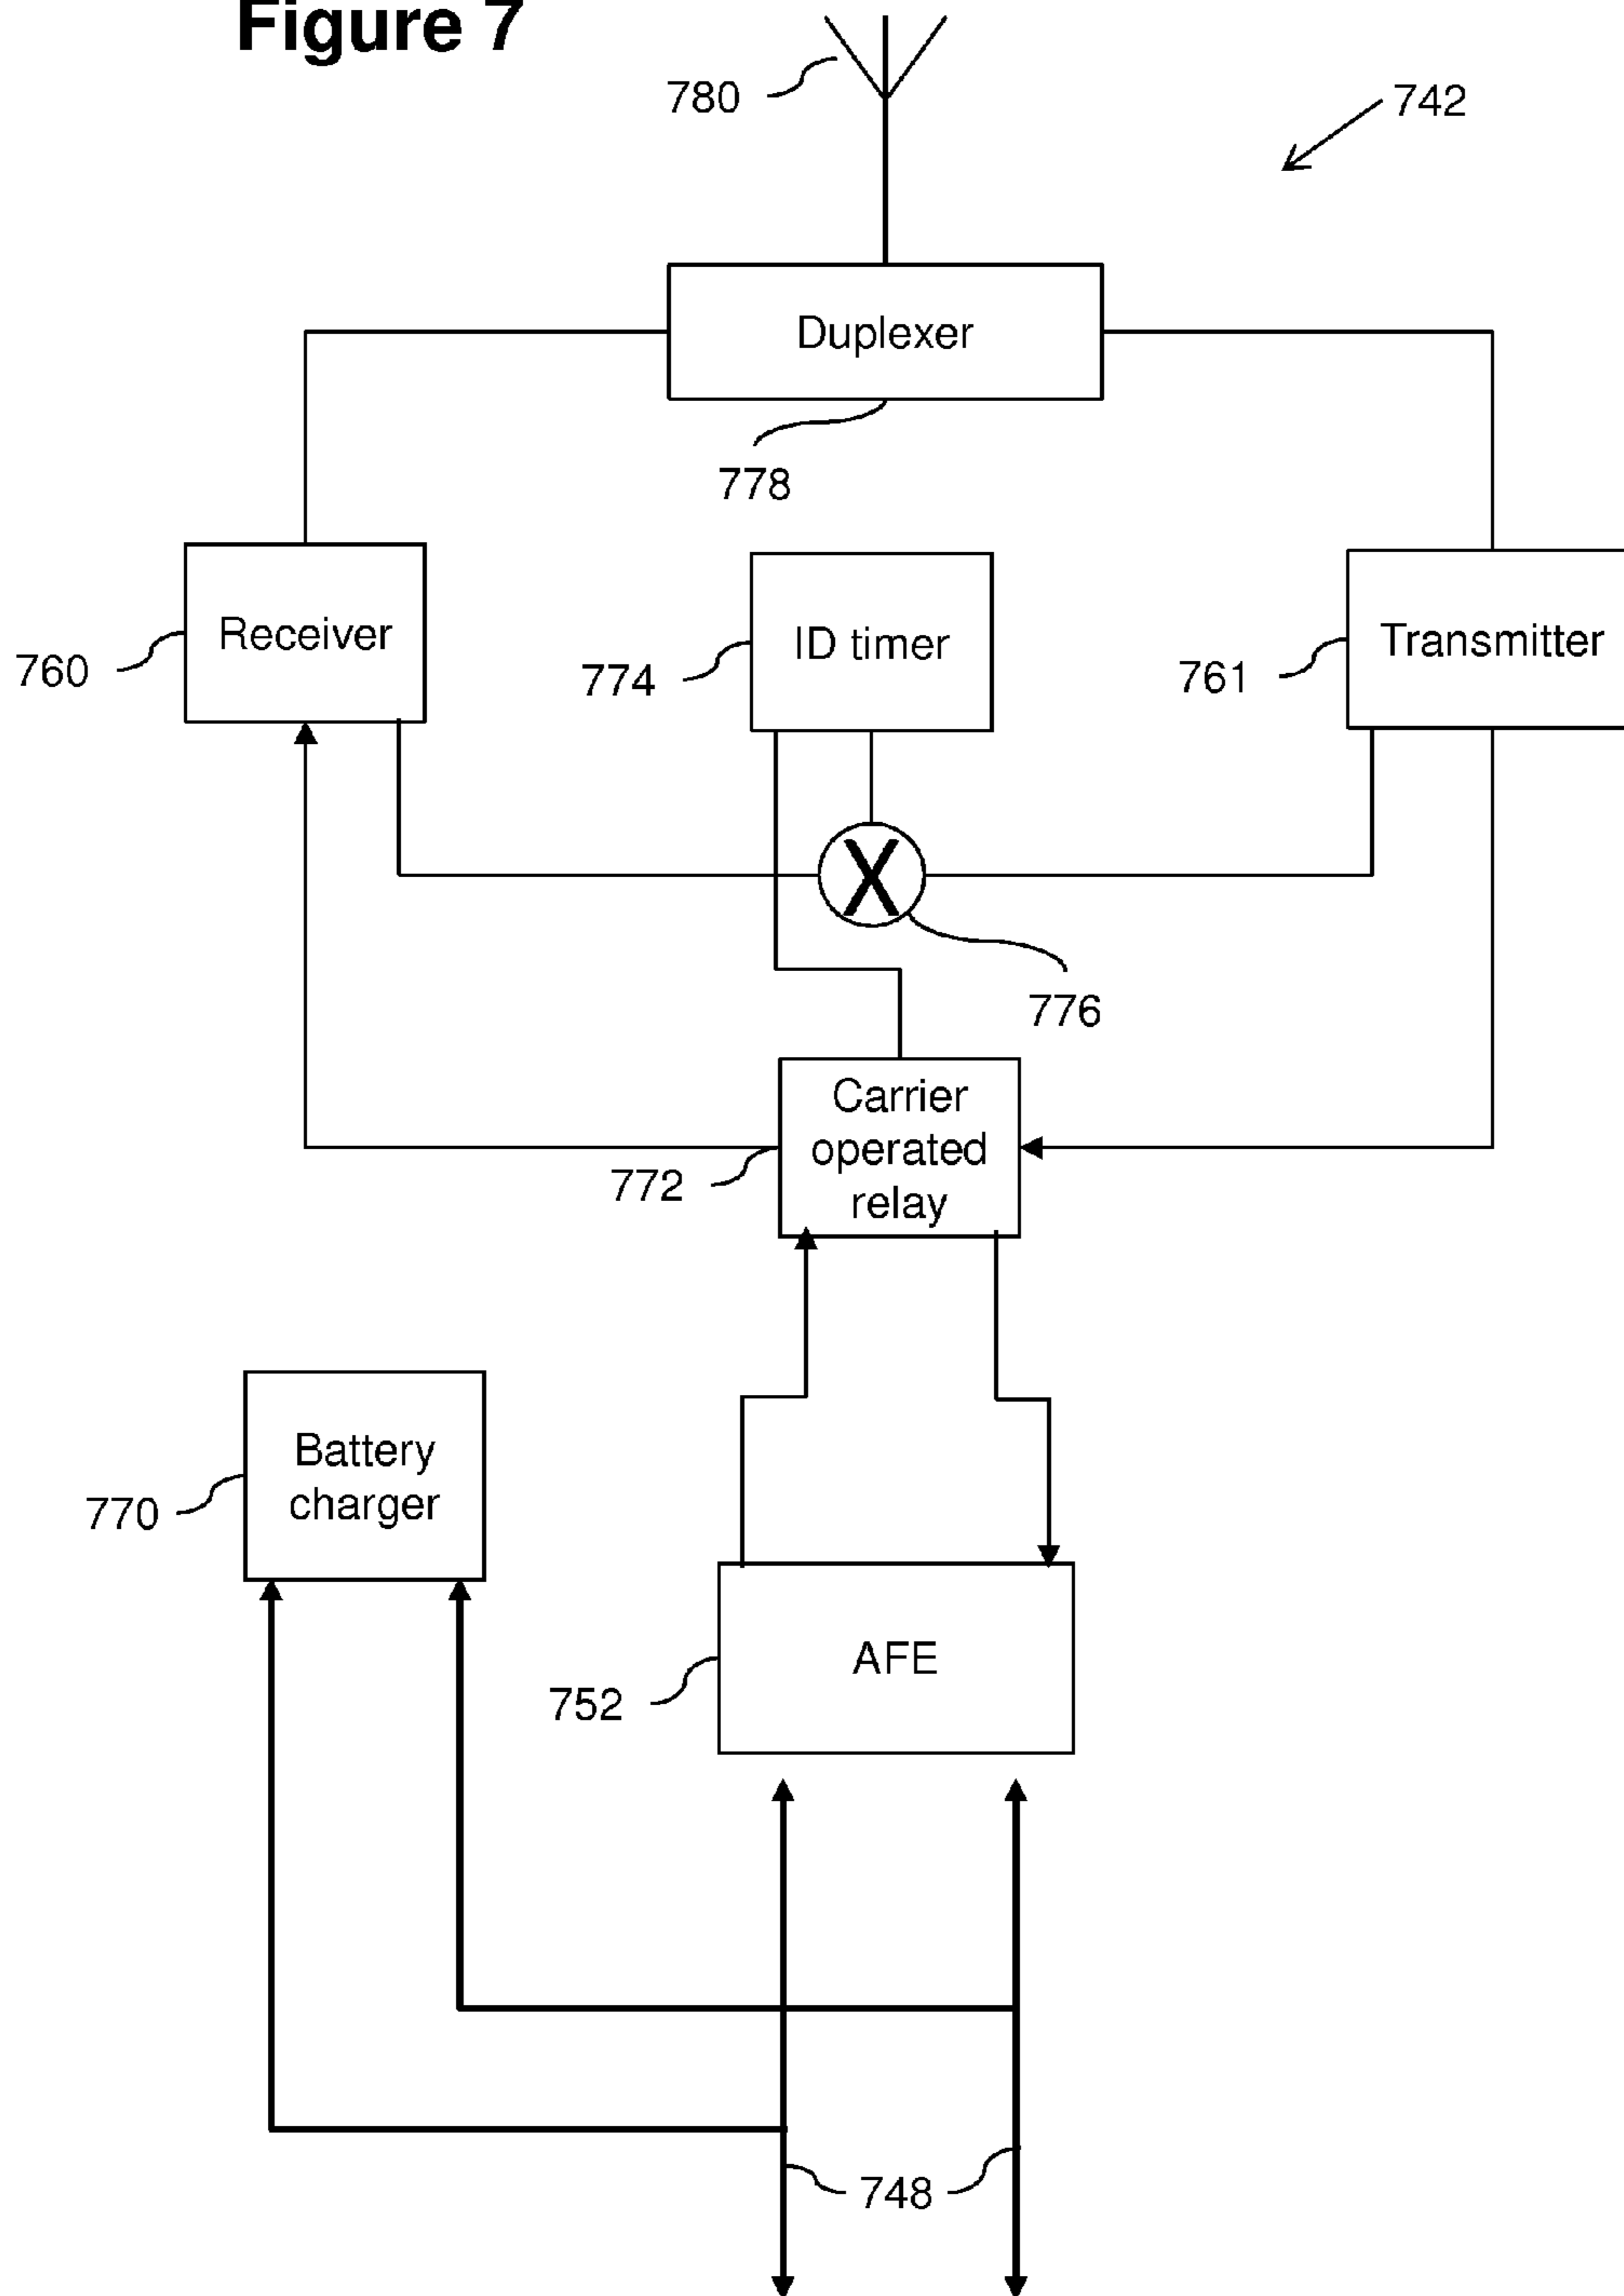 Figure 7
780
742
Duplexer
778
Receiver
ID timer
Transmitter
760
774
761
X
776
Carrier
operated
relay
772
Battery
charger
770
AFE
752
748